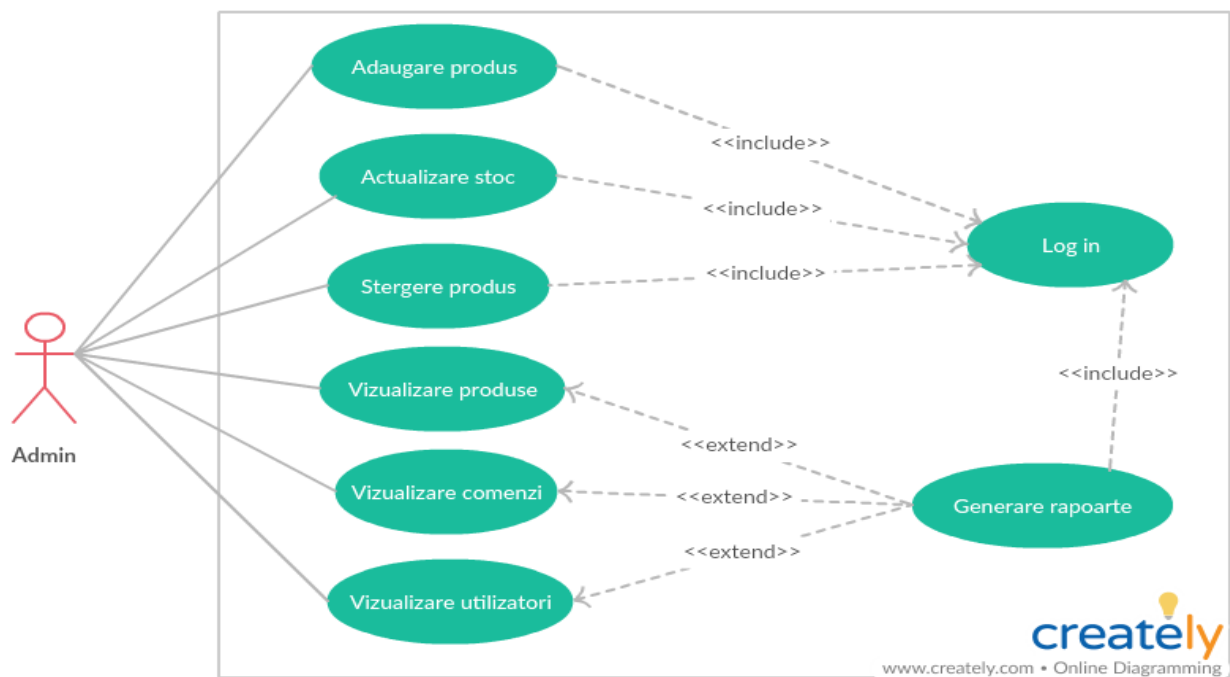 Adaugare produs
<<include>>
Actualizare stoc
<<include>>
Log in
Stergere produs
<<include>>
Vizualizare produse
<<include>>
Admin
<<extend>>
Vizualizare comenzi
<<extend>>
Generare rapoarte
<<extend>>
Vizualizare utilizatori
creately
www.creately.com • Online Diagramming